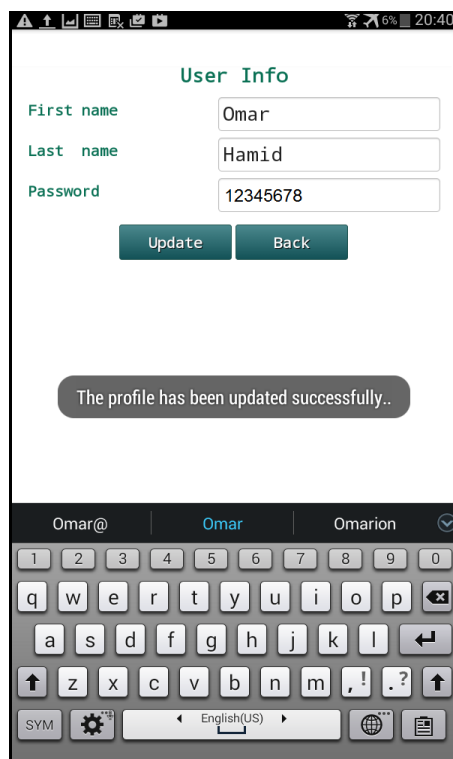 6% 20:40
User Info
First name Omar
Last name Hamid
Password 12345678
Update Back
The profile has been updated successfully..
Omar@ Omar Omarion
1 2 3 4 5 6 7 8 9 0
q w e r t y u i o p
a s d f g h j k l
z x c v b n m ,! .?
SYM English(US)